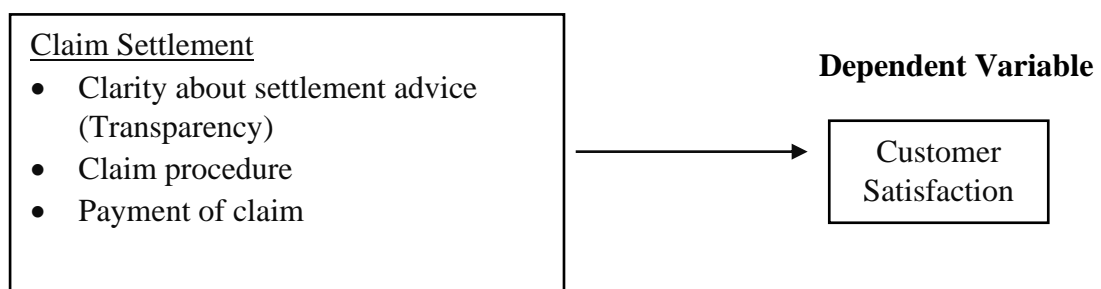 Claim Settlement
• Clarity about settlement advice
(Transparency)
• Claim procedure
• Payment of claim
Dependent Variable
Customer
Satisfaction